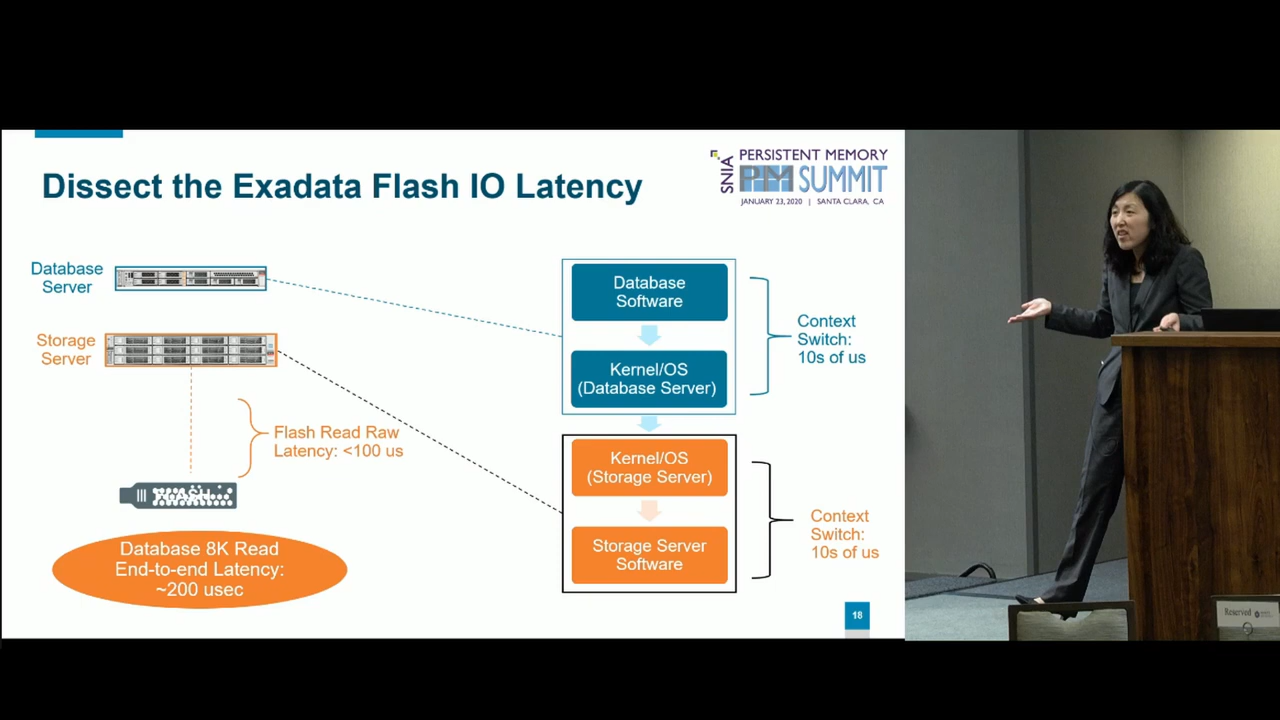 Dissect the Exadata Flash IO Latency
SNIA
PERSISTENT MEMORY
PM SUMMIT
JANUARY 23, 2020 | SANTA CLARA, CA
Database
Server
Storage
Server
Flash Read Raw
Latency: <100 us
FLASH
Database 8K Read
End-to-end Latency:
~200 usec
Database
Software
Kernel/OS
(Database Server)
Context
Switch:
10s of us
Kernel/OS
(Storage Server)
Storage Server
Software
Context
Switch:
10s of us
18
Reserved